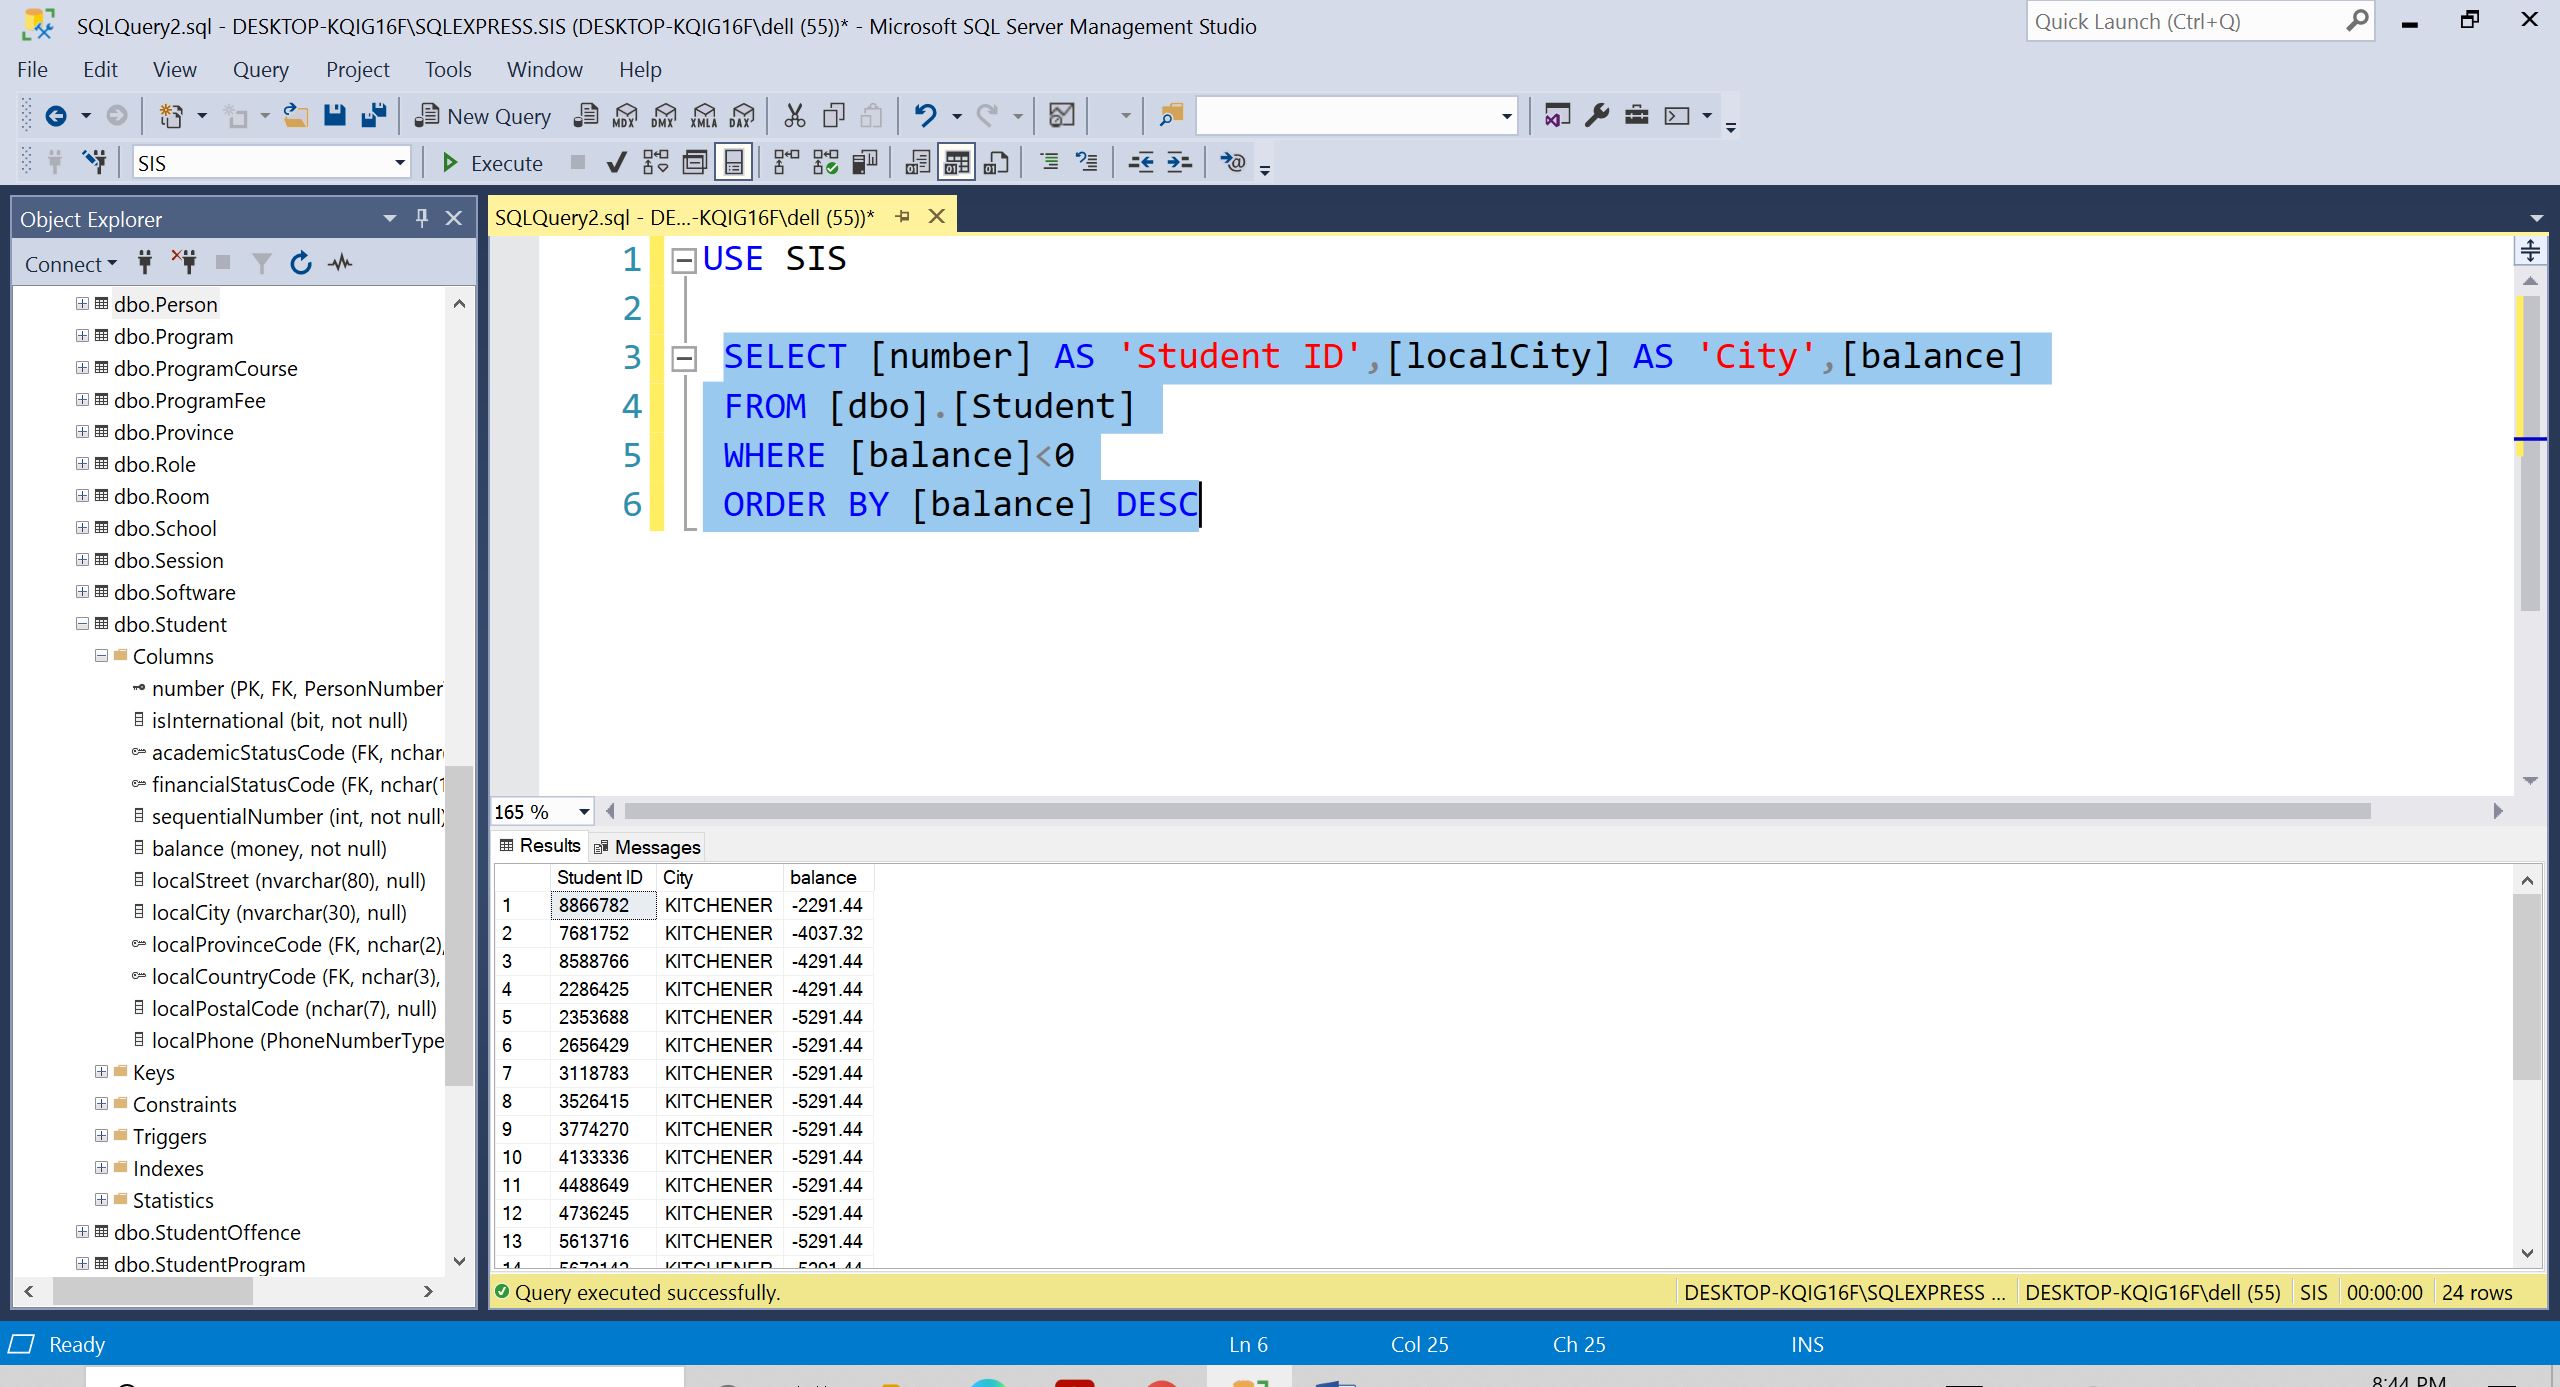 SQLQuery2.sql - DESKTOP-KQIG16F\SQLEXPRESS.SIS (DESKTOP-KQIG16F\dell (55))* - Microsoft SQL Server Management Studio
Quick Launch (Ctrl+Q)
File Edit View Query Project Tools Window Help
New Query MDX DMX XMLA DAX
SIS Execute
Object Explorer
Connect
dbo.Person
dbo.Program
dbo.ProgramCourse
dbo.ProgramFee
dbo.Province
dbo.Role
dbo.Room
dbo.School
dbo.Session
dbo.Software
dbo.Student
Columns
number (PK, FK, PersonNumber
isInternational (bit, not null)
academicStatusCode (FK, nchar(
financialStatusCode (FK, nchar(1
sequentialNumber (int, not null)
balance (money, not null)
localStreet (nvarchar(80), null)
localCity (nvarchar(30), null)
localProvinceCode (FK, nchar(2),
localCountryCode (FK, nchar(3),
localPostalCode (nchar(7), null)
localPhone (PhoneNumberType
Keys
Constraints
Triggers
Indexes
Statistics
dbo.StudentOffence
dbo.StudentProgram
SQLQuery2.sql - DE...-KQIG16F\dell (55))*
1 USE SIS
2
3 SELECT [number] AS 'Student ID',[localCity] AS 'City',[balance]
4 FROM [dbo].[Student]
5 WHERE [balance]<0
6 ORDER BY [balance] DESC
165 %
Results Messages
Student ID City balance
1 8866782 KITCHENER -2291.44
2 7681752 KITCHENER -4037.32
3 8588766 KITCHENER -4291.44
4 2286425 KITCHENER -4291.44
5 2353688 KITCHENER -5291.44
6 2656429 KITCHENER -5291.44
7 3118783 KITCHENER -5291.44
8 3526415 KITCHENER -5291.44
9 3774270 KITCHENER -5291.44
10 4133336 KITCHENER -5291.44
11 4488649 KITCHENER -5291.44
12 4736245 KITCHENER -5291.44
13 5613716 KITCHENER -5291.44
Query executed successfully.
DESKTOP-KQIG16F\SQLEXPRESS ... DESKTOP-KQIG16F\dell (55) SIS 00:00:00 24 rows
Ready Ln 6 Col 25 Ch 25 INS
8:44 PM